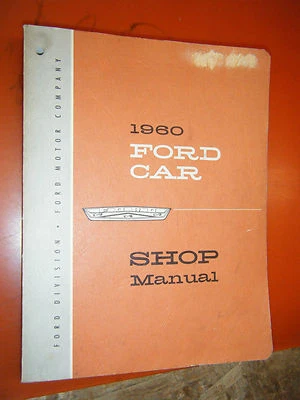 1960
FORD
CAR
SHOP
Manual
FORD DIVISION • FORD MOTOR COMPANY